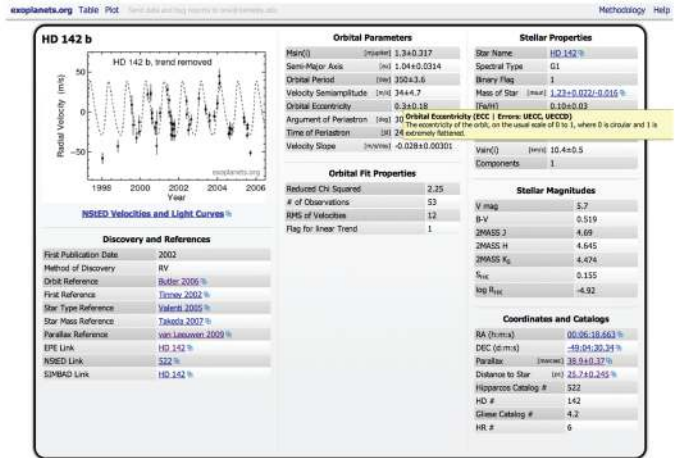 exoplanets.org Table Plot Methodology Help
HD 142 b
HD 142 b, trend removed
Radial Velocity (m/s)
50
0
-50
exoplanets.org
1998 2000 2002 2004 2006
Year
NStED Velocities and Light Curves
Discovery and References
First Publication Date 2002
Method of Discovery RV
Orbit Reference Butler 2006
First Reference Tinney 2002
Star Type Reference Valenti 2005
Star Mass Reference Takeda 2007
Parallax Reference van Leeuwen 2009
EPE Link HD 142
NStED Link 522
SIMBAD Link HD 142
Orbital Parameters
Msin(i) [mjupiter] 1.3±0.317
Semi-Major Axis [au] 1.04±0.0314
Orbital Period [day] 350±3.6
Velocity Semiamplitude [m/s] 34±4.7
Orbital Eccentricity 0.3±0.18
Argument of Periastron 30
Time of Periastron 24
Velocity Slope -0.028±0.00301
Orbital Eccentricity (ECC | Errors: UECC, UECCD)
The eccentricity of the orbit, on the usual scale of 0 to 1, where 0 is circular and 1 is
extremely flattened.
Orbital Fit Properties
Reduced Chi Squared 2.25
# of Observations 53
RMS of Velocities 12
Flag for linear Trend 1
Stellar Properties
Star Name HD 142
Spectral Type G1
Binary Flag 1
Mass of Star [msun] 1.23+0.022/-0.016
[Fe/H] 0.10±0.03
Vsin(i) [km/s] 10.4±0.5
Components 1
Stellar Magnitudes
V mag 5.7
B-V 0.519
2MASS J 4.69
2MASS H 4.645
2MASS Ks 4.474
SHK 0.155
log RHK -4.92
Coordinates and Catalogs
RA (h:m:s) 00:06:18.663
DEC (d:m:s) -49:04:30.34
Parallax 38.9±0.37
Distance to Star [pc] 25.7±0.245
Hipparcos Catalog # 522
HD # 142
Gliese Catalog # 4.2
HR # 6